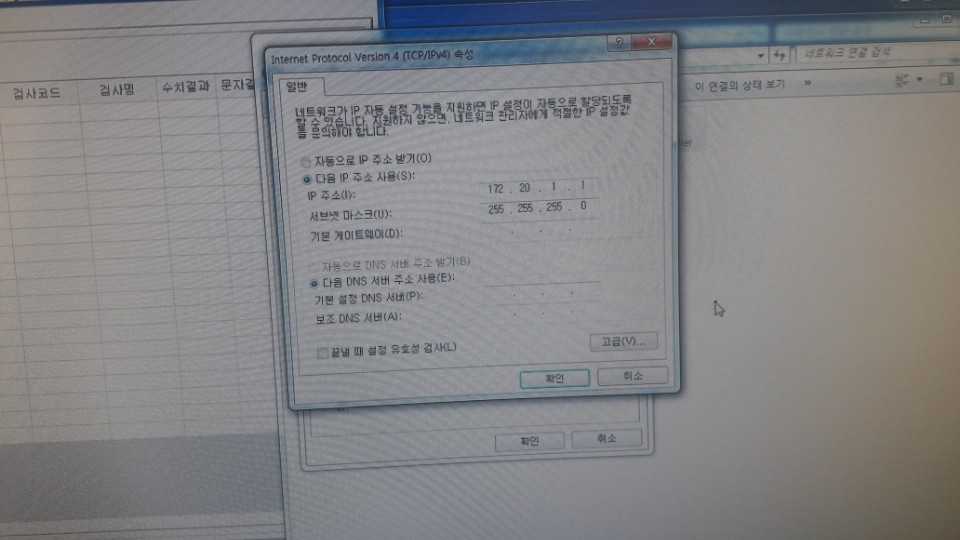 Internet Protocol Version 4 (TCP/IPv4) 속성
네트워크 연결 검색
이 연결의 상태 보기 »
검사코드 검사명 수치결과 문자결
일반
네트워크가 IP 자동 설정 기능을 지원하면 IP 설정이 자동으로 할당되도록
할 수 있습니다. 지원하지 않으면, 네트워크 관리자에게 적절한 IP 설정값
을 문의해야 합니다.
자동으로 IP 주소 받기(O)
다음 IP 주소 사용(S):
IP 주소(I): 172 . 20 . 1 . 1
서브넷 마스크(U): 255 . 255 . 255 . 0
기본 게이트웨이(D): . . .
자동으로 DNS 서버 주소 받기(B)
다음 DNS 서버 주소 사용(E):
기본 설정 DNS 서버(P): . . .
보조 DNS 서버(A): . . .
끝낼 때 설정 유효성 검사(L)
고급(V)...
확인 취소
확인 취소